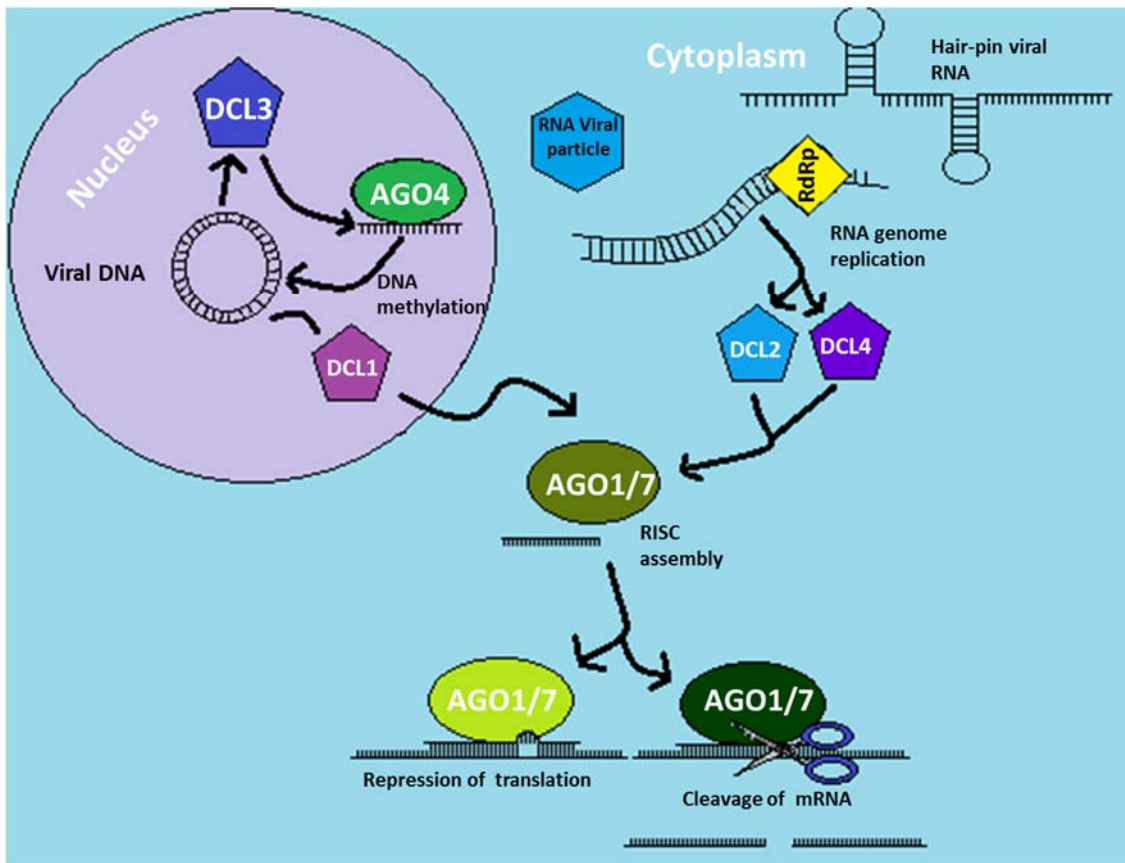 Nucleus
DCL3
AGO4
Viral DNA
DNA
methylation
DCL1
Cytoplasm
Hair-pin viral
RNA
RNA Viral
particle
RdRp
RNA genome
replication
DCL2
DCL4
AGO1/7
RISC
assembly
AGO1/7
Repression of translation
AGO1/7
Cleavage of mRNA